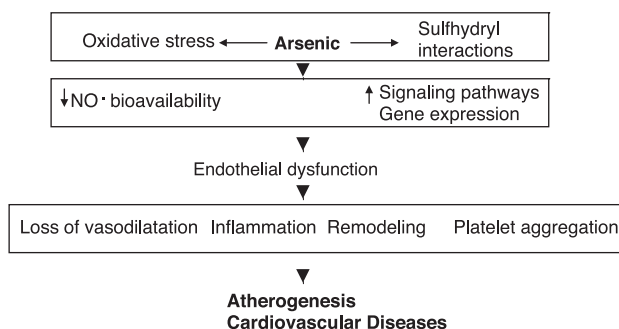 Oxidative stress Arsenic Sulfhydryl
interactions
↓NO· bioavailability ↑ Signaling pathways
Gene expression
Endothelial dysfunction
Loss of vasodilatation Inflammation Remodeling Platelet aggregation
Atherogenesis
Cardiovascular Diseases